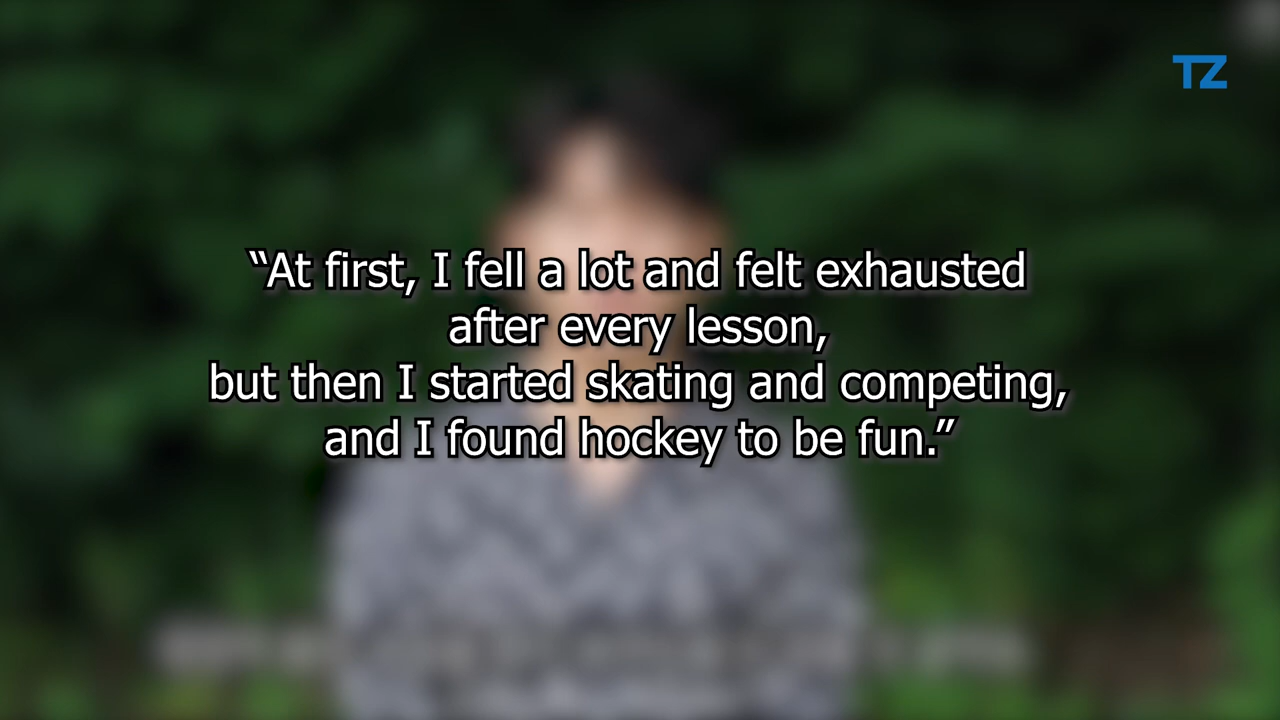 TZ
“At first, I fell a lot and felt exhausted
after every lesson,
but then I started skating and competing,
and I found hockey to be fun.”